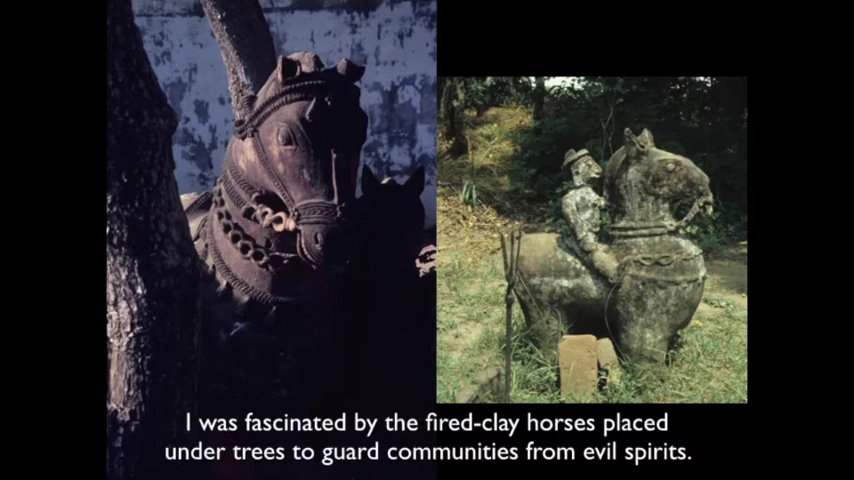 I was fascinated by the fired-clay horses placed
under trees to guard communities from evil spirits.